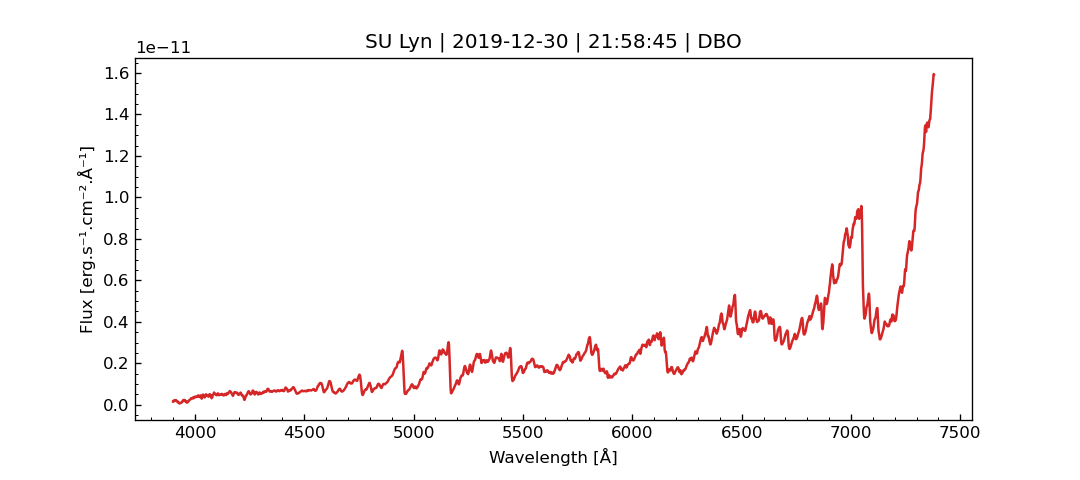 SU Lyn | 2019-12-30 | 21:58:45 | DBO
1e−11
1.6
1.4
1.2
1.0
0.8
0.6
0.4
0.2
0.0
Flux [erg.s⁻¹.cm⁻².Å⁻¹]
4000 4500 5000 5500 6000 6500 7000 7500
Wavelength [Å]